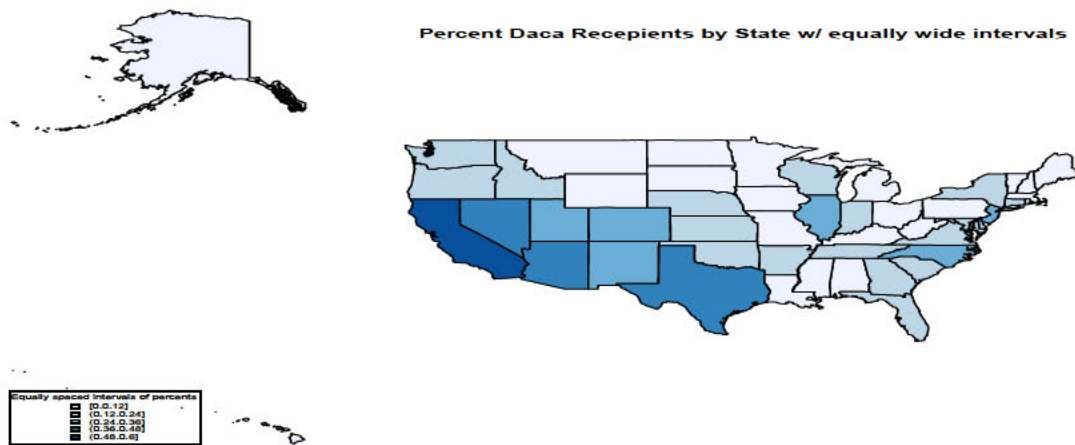 Percent Daca Recepients by State w/ equally wide intervals
Equally spaced intervals of percents
[0.0.12]
(0.12.0.24]
(0.24.0.36]
(0.36.0.48]
(0.48.0.6]